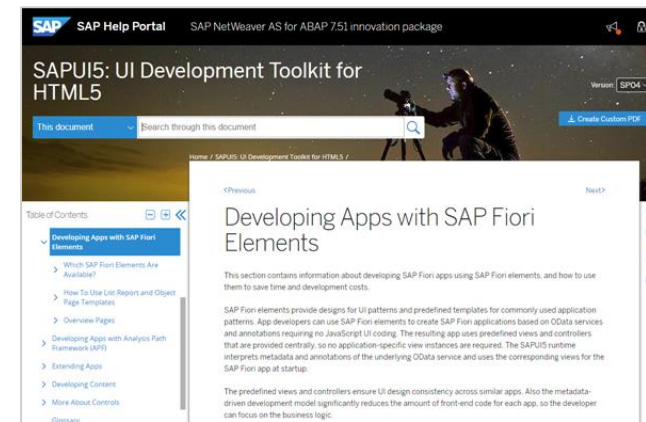 SAP SAP Help Portal SAP NetWeaver AS for ABAP 7.51 innovation package
SAPUI5: UI Development Toolkit for
HTML5
Version: SP04
This document
Search through this document
Create Custom PDF
Home / SAPUI5: UI Development Toolkit for HTML5 /
<Previous
Next>
Table of Contents
Developing Apps with SAP Fiori
Elements
Which SAP Fiori Elements Are
Available?
How To Use List Report and Object
Page Templates
Overview Pages
Developing Apps with Analysis Path
Framework (APF)
Extending Apps
Developing Content
More About Controls
Glossary
Developing Apps with SAP Fiori
Elements
This section contains information about developing SAP Fiori apps using SAP Fiori elements, and how to use
them to save time and development costs.
SAP Fiori elements provide designs for UI patterns and predefined templates for commonly used application
patterns. App developers can use SAP Fiori elements to create SAP Fiori applications based on OData services
and annotations requiring no JavaScript UI coding. The resulting app uses predefined views and controllers
that are provided centrally, so no application-specific view instances are required. The SAPUI5 runtime
interprets metadata and annotations of the underlying OData service and uses the corresponding views for the
SAP Fiori app at startup.
The predefined views and controllers ensure UI design consistency across similar apps. Also the metadata-
driven development model significantly reduces the amount of front-end code for each app, so the developer
can focus on the business logic.